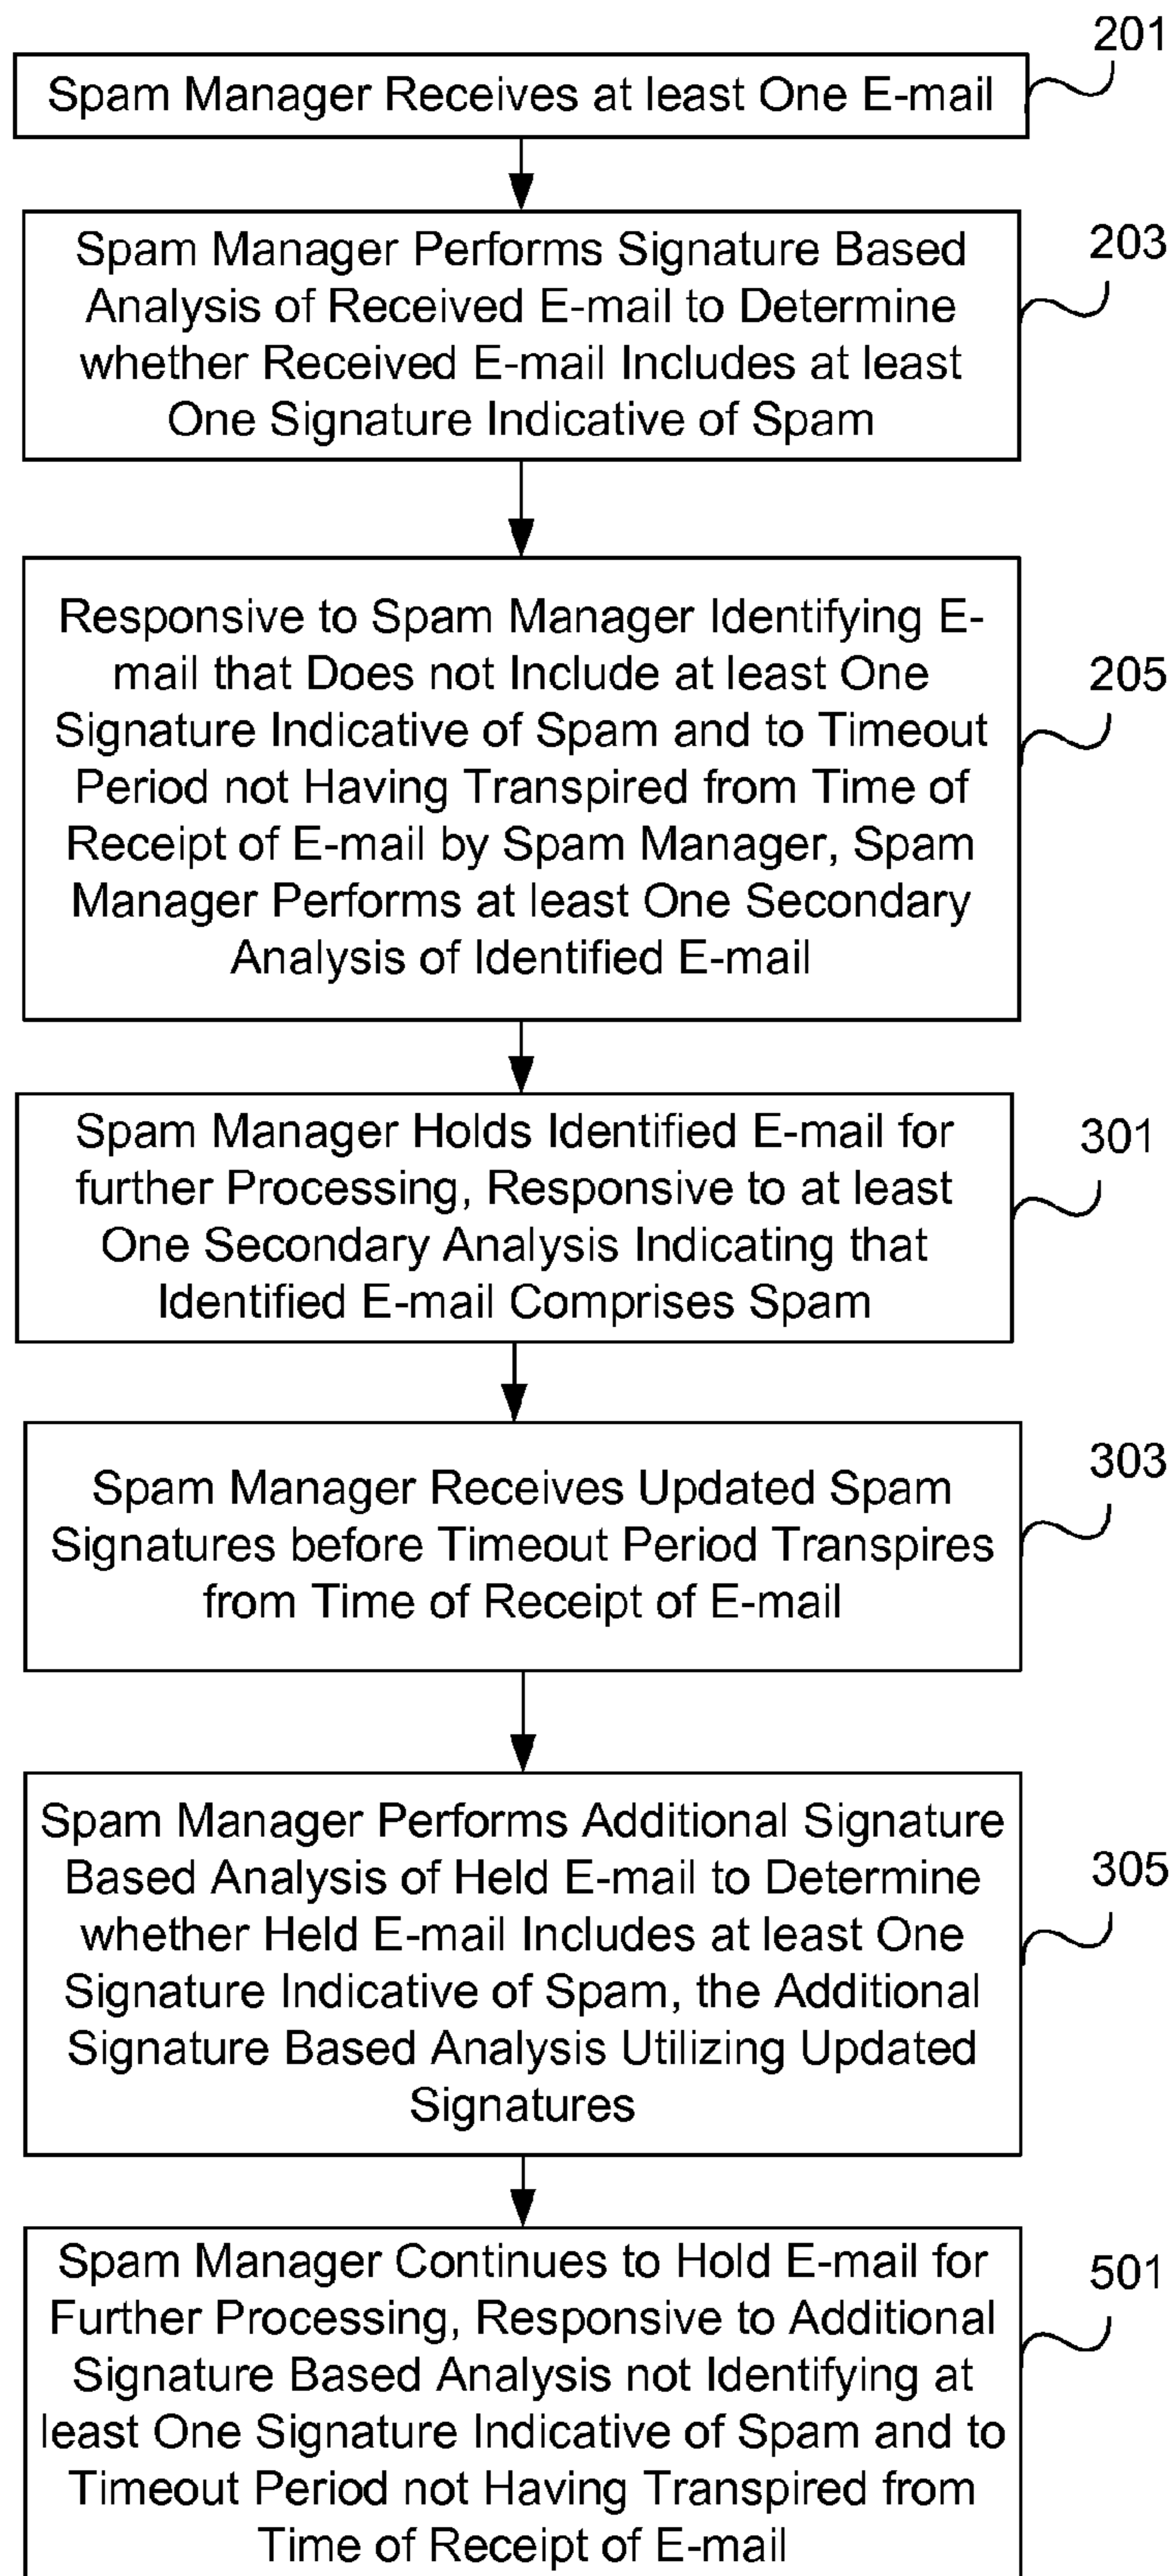 201
Spam Manager Receives at least One E-mail
203
Spam Manager Performs Signature Based
Analysis of Received E-mail to Determine
whether Received E-mail Includes at least
One Signature Indicative of Spam
205
Responsive to Spam Manager Identifying E-
mail that Does not Include at least One
Signature Indicative of Spam and to Timeout
Period not Having Transpired from Time of
Receipt of E-mail by Spam Manager, Spam
Manager Performs at least One Secondary
Analysis of Identified E-mail
301
Spam Manager Holds Identified E-mail for
further Processing, Responsive to at least
One Secondary Analysis Indicating that
Identified E-mail Comprises Spam
303
Spam Manager Receives Updated Spam
Signatures before Timeout Period Transpires
from Time of Receipt of E-mail
305
Spam Manager Performs Additional Signature
Based Analysis of Held E-mail to Determine
whether Held E-mail Includes at least One
Signature Indicative of Spam, the Additional
Signature Based Analysis Utilizing Updated
Signatures
501
Spam Manager Continues to Hold E-mail for
Further Processing, Responsive to Additional
Signature Based Analysis not Identifying at
least One Signature Indicative of Spam and to
Timeout Period not Having Transpired from
Time of Receipt of E-mail